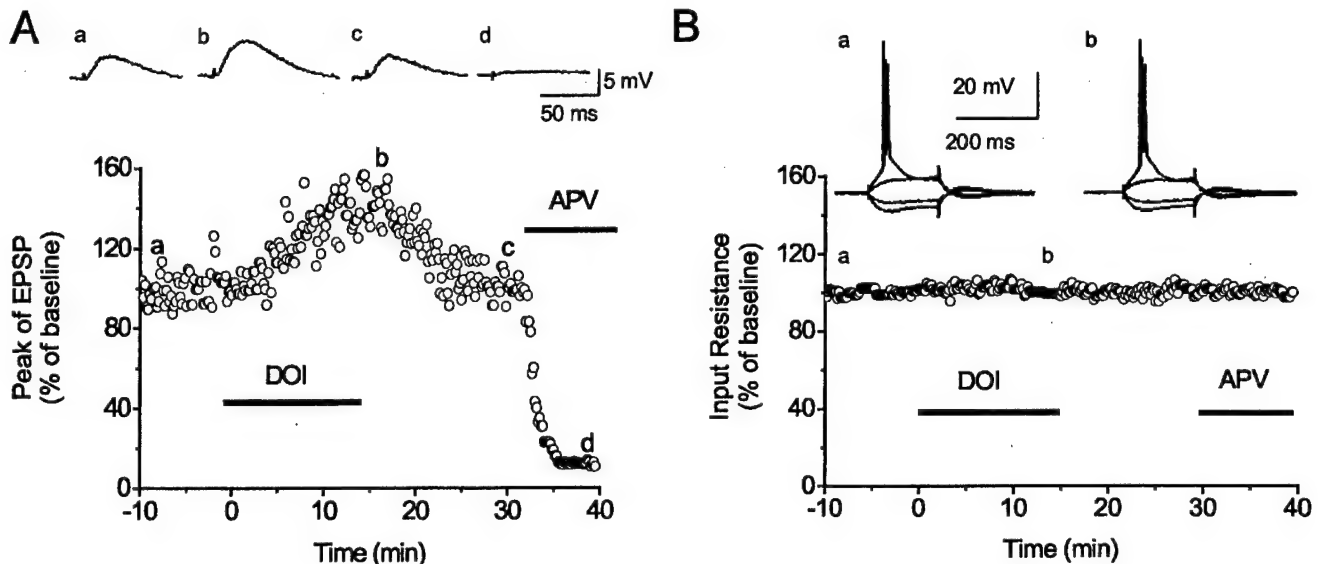 A
a b c d
5 mV
50 ms
160
120
80
40
0
Peak of EPSP
(% of baseline)
a
b
c
d
DOI
APV
-10 0 10 20 30 40
Time (min)
B
a b
20 mV
200 ms
160
120
80
40
0
Input Resistance
(% of baseline)
a b
DOI
APV
-10 0 10 20 30 40
Time (min)